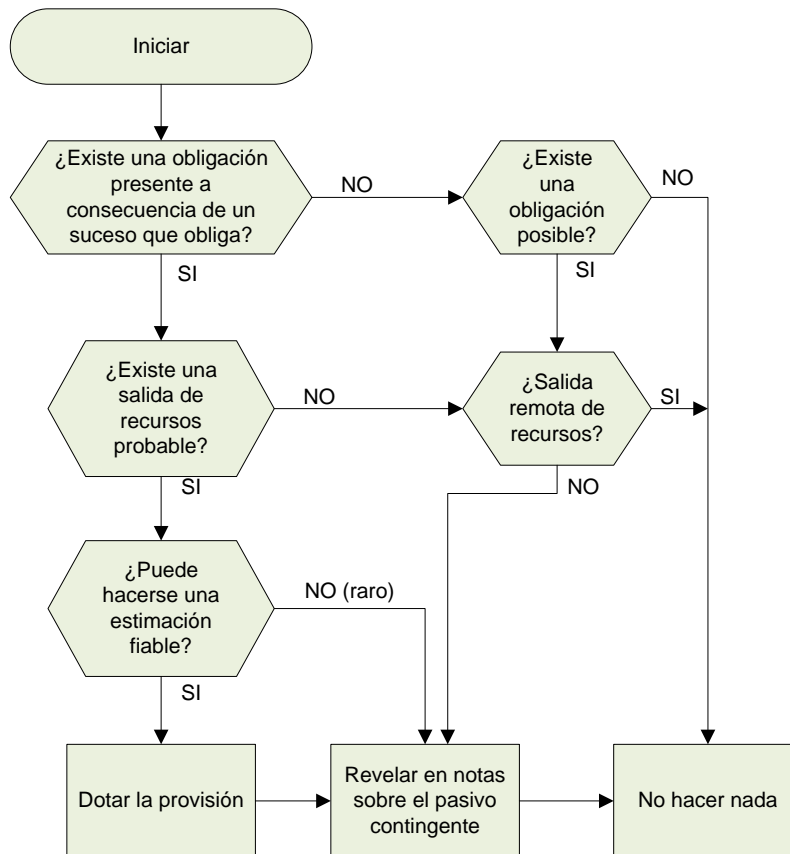 Iniciar
¿Existe una obligación
presente a
consecuencia de un
suceso que obliga?
NO
¿Existe
una
obligación
posible?
NO
SI
SI
¿Existe una
salida de
recursos
probable?
NO
¿Salida
remota de
recursos?
SI
SI
NO
¿Puede
hacerse una
estimación
fiable?
NO (raro)
SI
Dotar la provisión
Revelar en notas
sobre el pasivo
contingente
No hacer nada